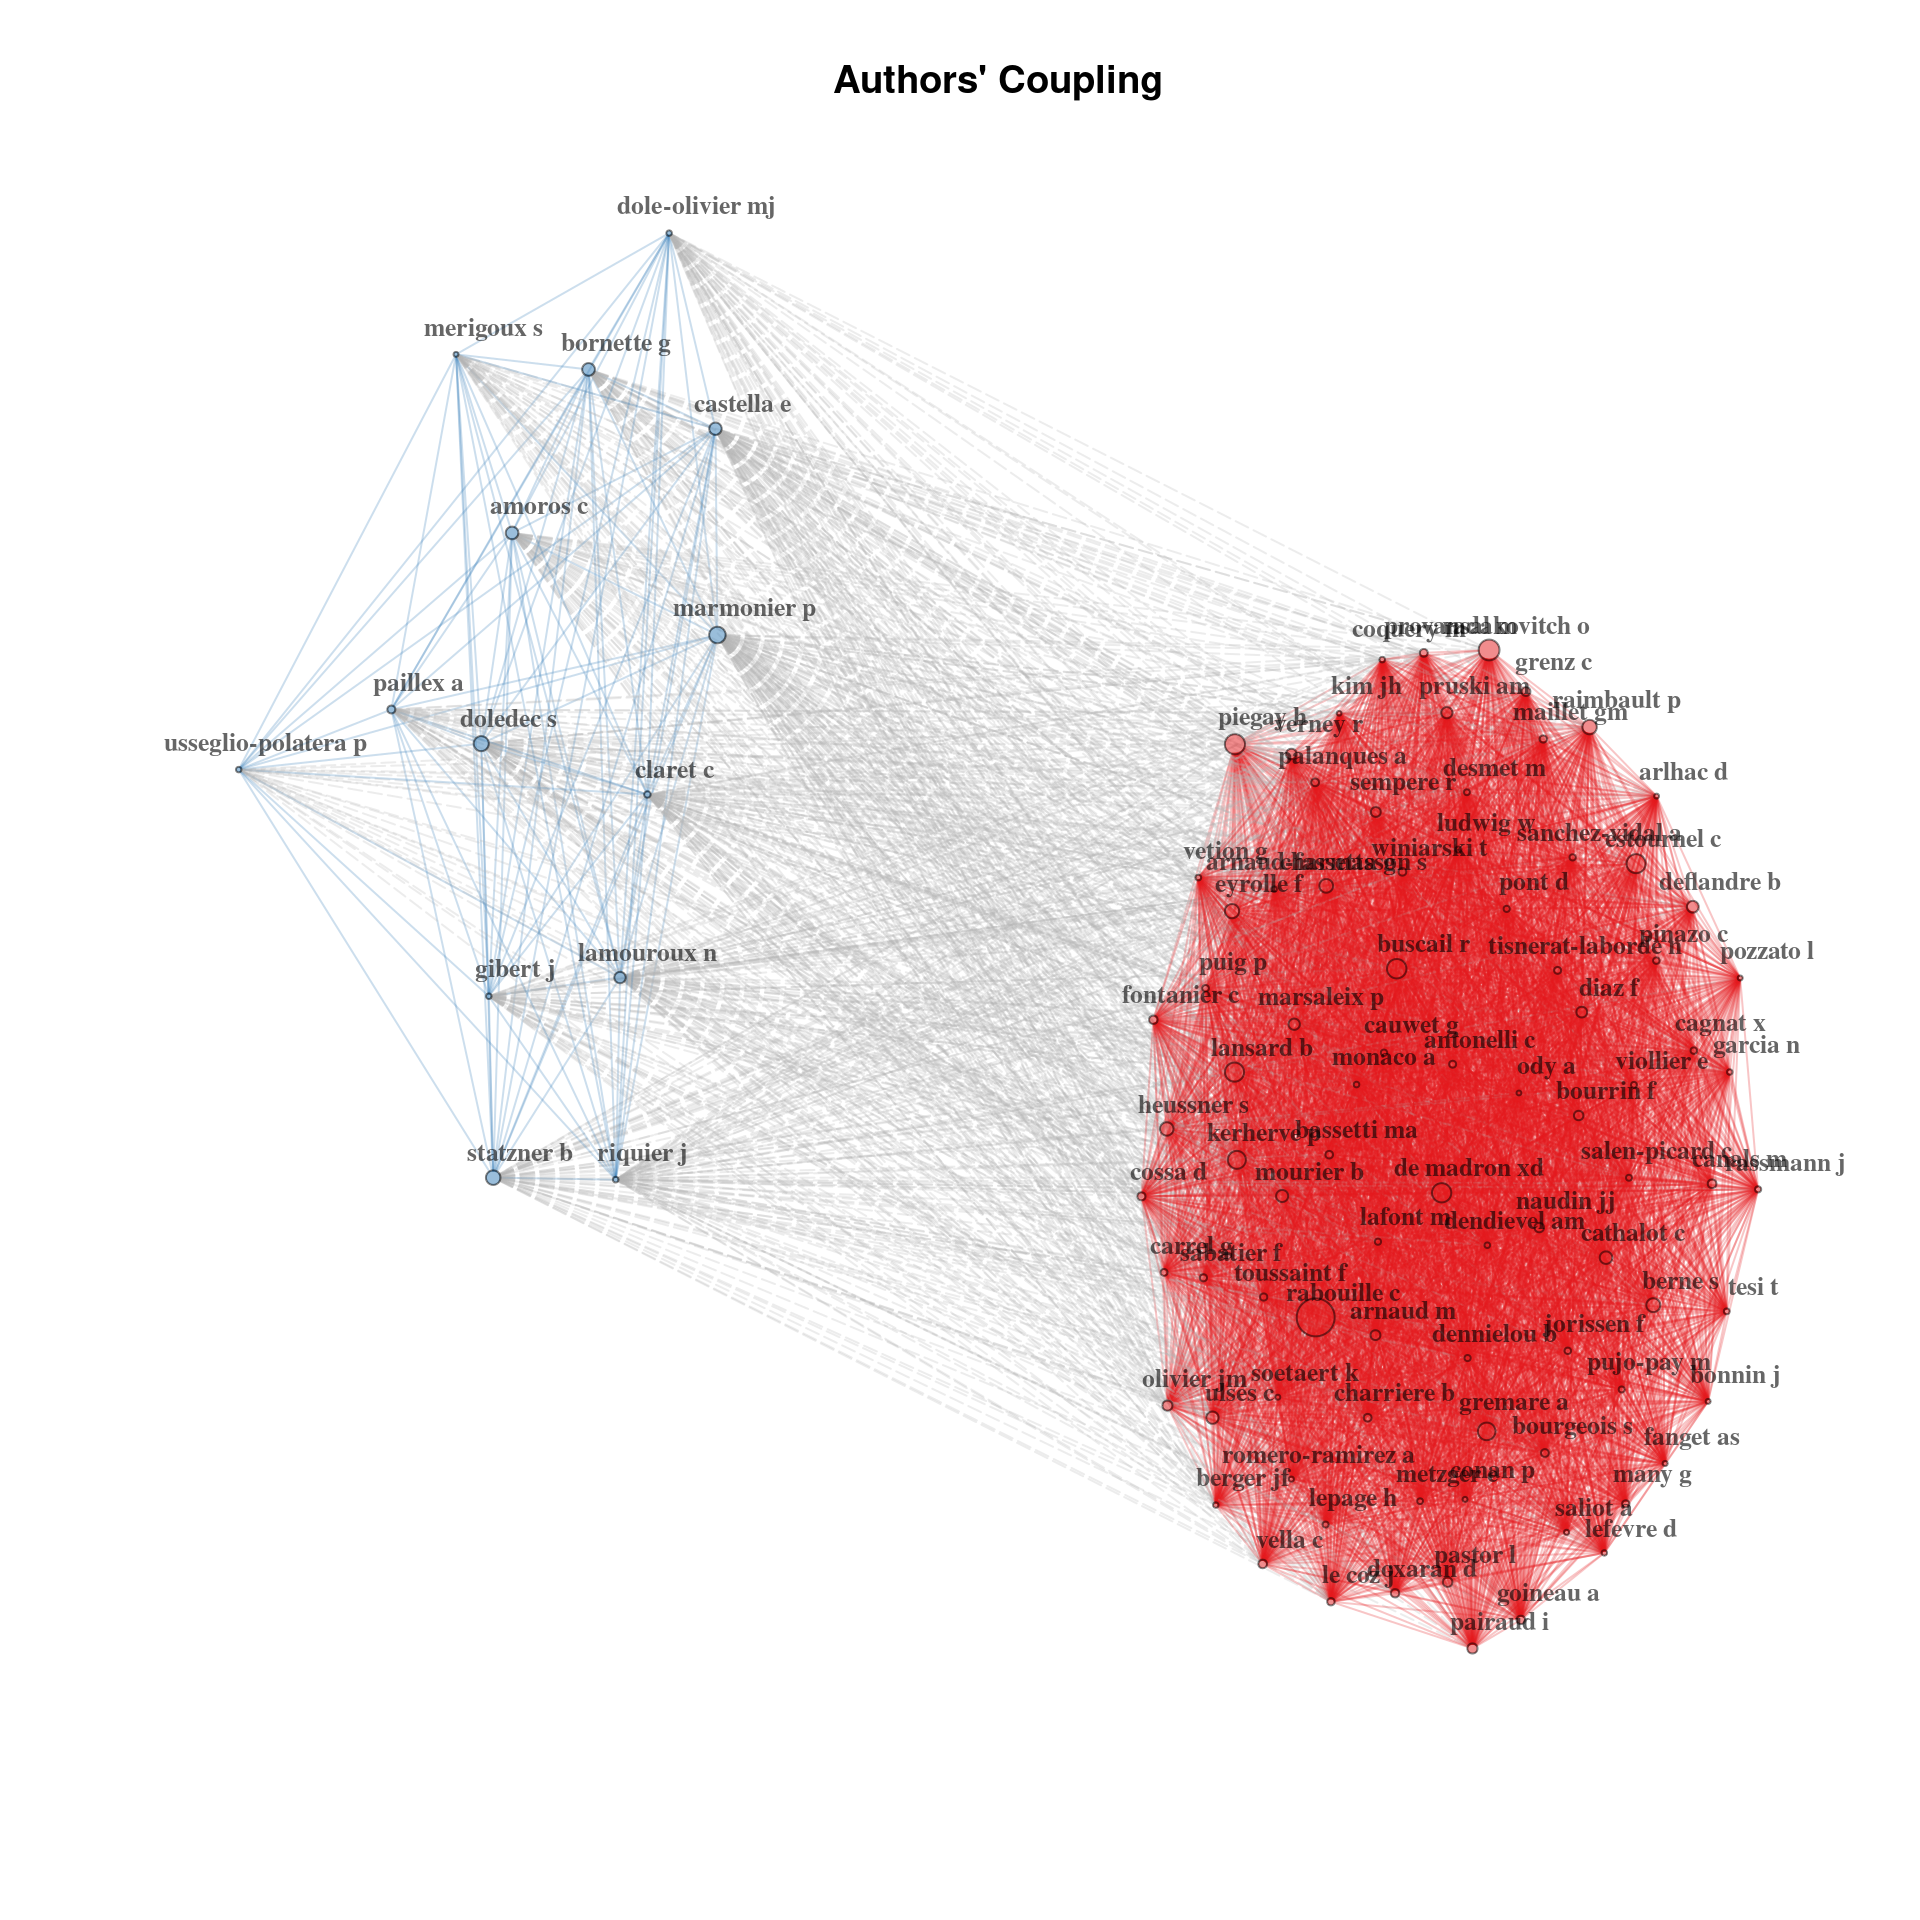 Authors' Coupling
dole-olivier mj
merigoux s
bornette g
castella e
amoros c
marmonier p
paillex a
doledec s
usseglio-polatera p
claret c
lamouroux n
gibert j
statzner b
riquier j
coquery m
provansal m
radakovitch o
grenz c
kim jh
pruski am
raimbault p
maillet gm
piegay h
verney r
palanques a
desmet m
arlhac d
sempere r
ludwig w
sanchez-vidal a
estournel c
winiarski t
vetion g
eyrolle f
pont d
deflandre b
buscail r
tisnerat-laborde n
pinazo c
pozzato l
puig p
fontanier c
marsaleix p
diaz f
cauwet g
antonelli c
cagnat x
garcia n
lansard b
monaco a
ody a
viollier e
bourrin f
heussner s
kerherve p
bassetti ma
cossa d
mourier b
de madron xd
salen-picard c
canals m
rassmann j
naudin jj
lafont m
dendievel am
cathalot c
carrel g
sabatier f
toussaint f
rabouille c
arnaud m
berne s
tesi t
jorissen f
dennielou b
pujo-pay m
bonnin j
olivier jm
soetaert k
ulses c
charriere b
gremare a
bourgeois s
fanget as
romero-ramirez a
berger jf
metzger e
conan p
many g
lepage h
saliot a
lefevre d
vella c
pastor l
doxaran d
le coz j
goineau a
pairaud i